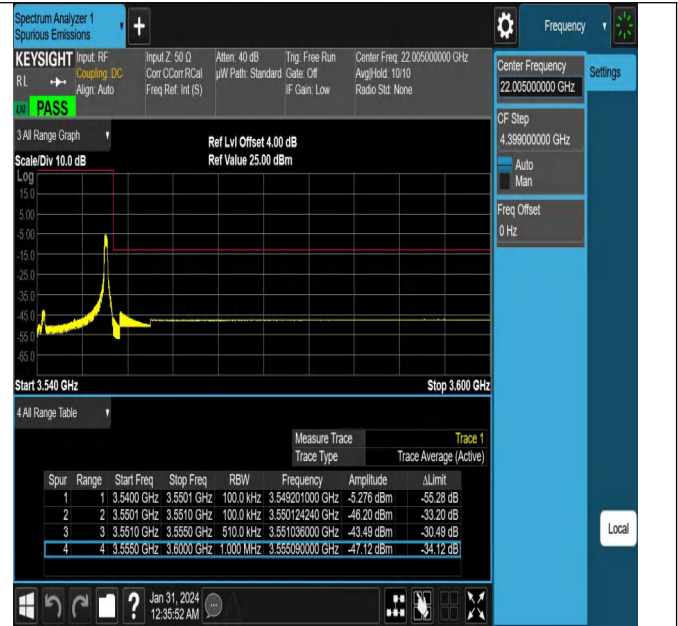 Spectrum Analyzer 1
Spurious Emissions
Frequency
KEYSIGHT Input: RF Input Z: 50 Ω Atten: 40 dB Trig: Free Run Center Freq: 22.005000000 GHz
RL Coupling: DC Corr CCorr RCal µW Path: Standard Gate: Off Avg|Hold: 10/10
Align: Auto Freq Ref: Int (S) IF Gain: Low Radio Std: None
LXI PASS
Center Frequency
22.005000000 GHz
Settings
CF Step
4.399000000 GHz
Auto
Man
Freq Offset
0 Hz
3 All Range Graph
Ref Lvl Offset 4.00 dB
Scale/Div 10.0 dB Ref Value 25.00 dBm
Log
15.0
5.00
-5.00
-15.0
-25.0
-35.0
-45.0
-55.0
-65.0
Start 3.540 GHz Stop 3.600 GHz
4 All Range Table
Measure Trace Trace 1
Trace Type Trace Average (Active)
Spur Range Start Freq Stop Freq RBW Frequency Amplitude ΔLimit
1 1 3.5400 GHz 3.5501 GHz 100.0 kHz 3.549201000 GHz -5.276 dBm -55.28 dB
2 2 3.5501 GHz 3.5510 GHz 100.0 kHz 3.550124240 GHz -46.20 dBm -33.20 dB
3 3 3.5510 GHz 3.5550 GHz 510.0 kHz 3.551036000 GHz -43.49 dBm -30.49 dB
4 4 3.5550 GHz 3.6000 GHz 1.000 MHz 3.555090000 GHz -47.12 dBm -34.12 dB
Local
Jan 31, 2024
12:35:52 AM